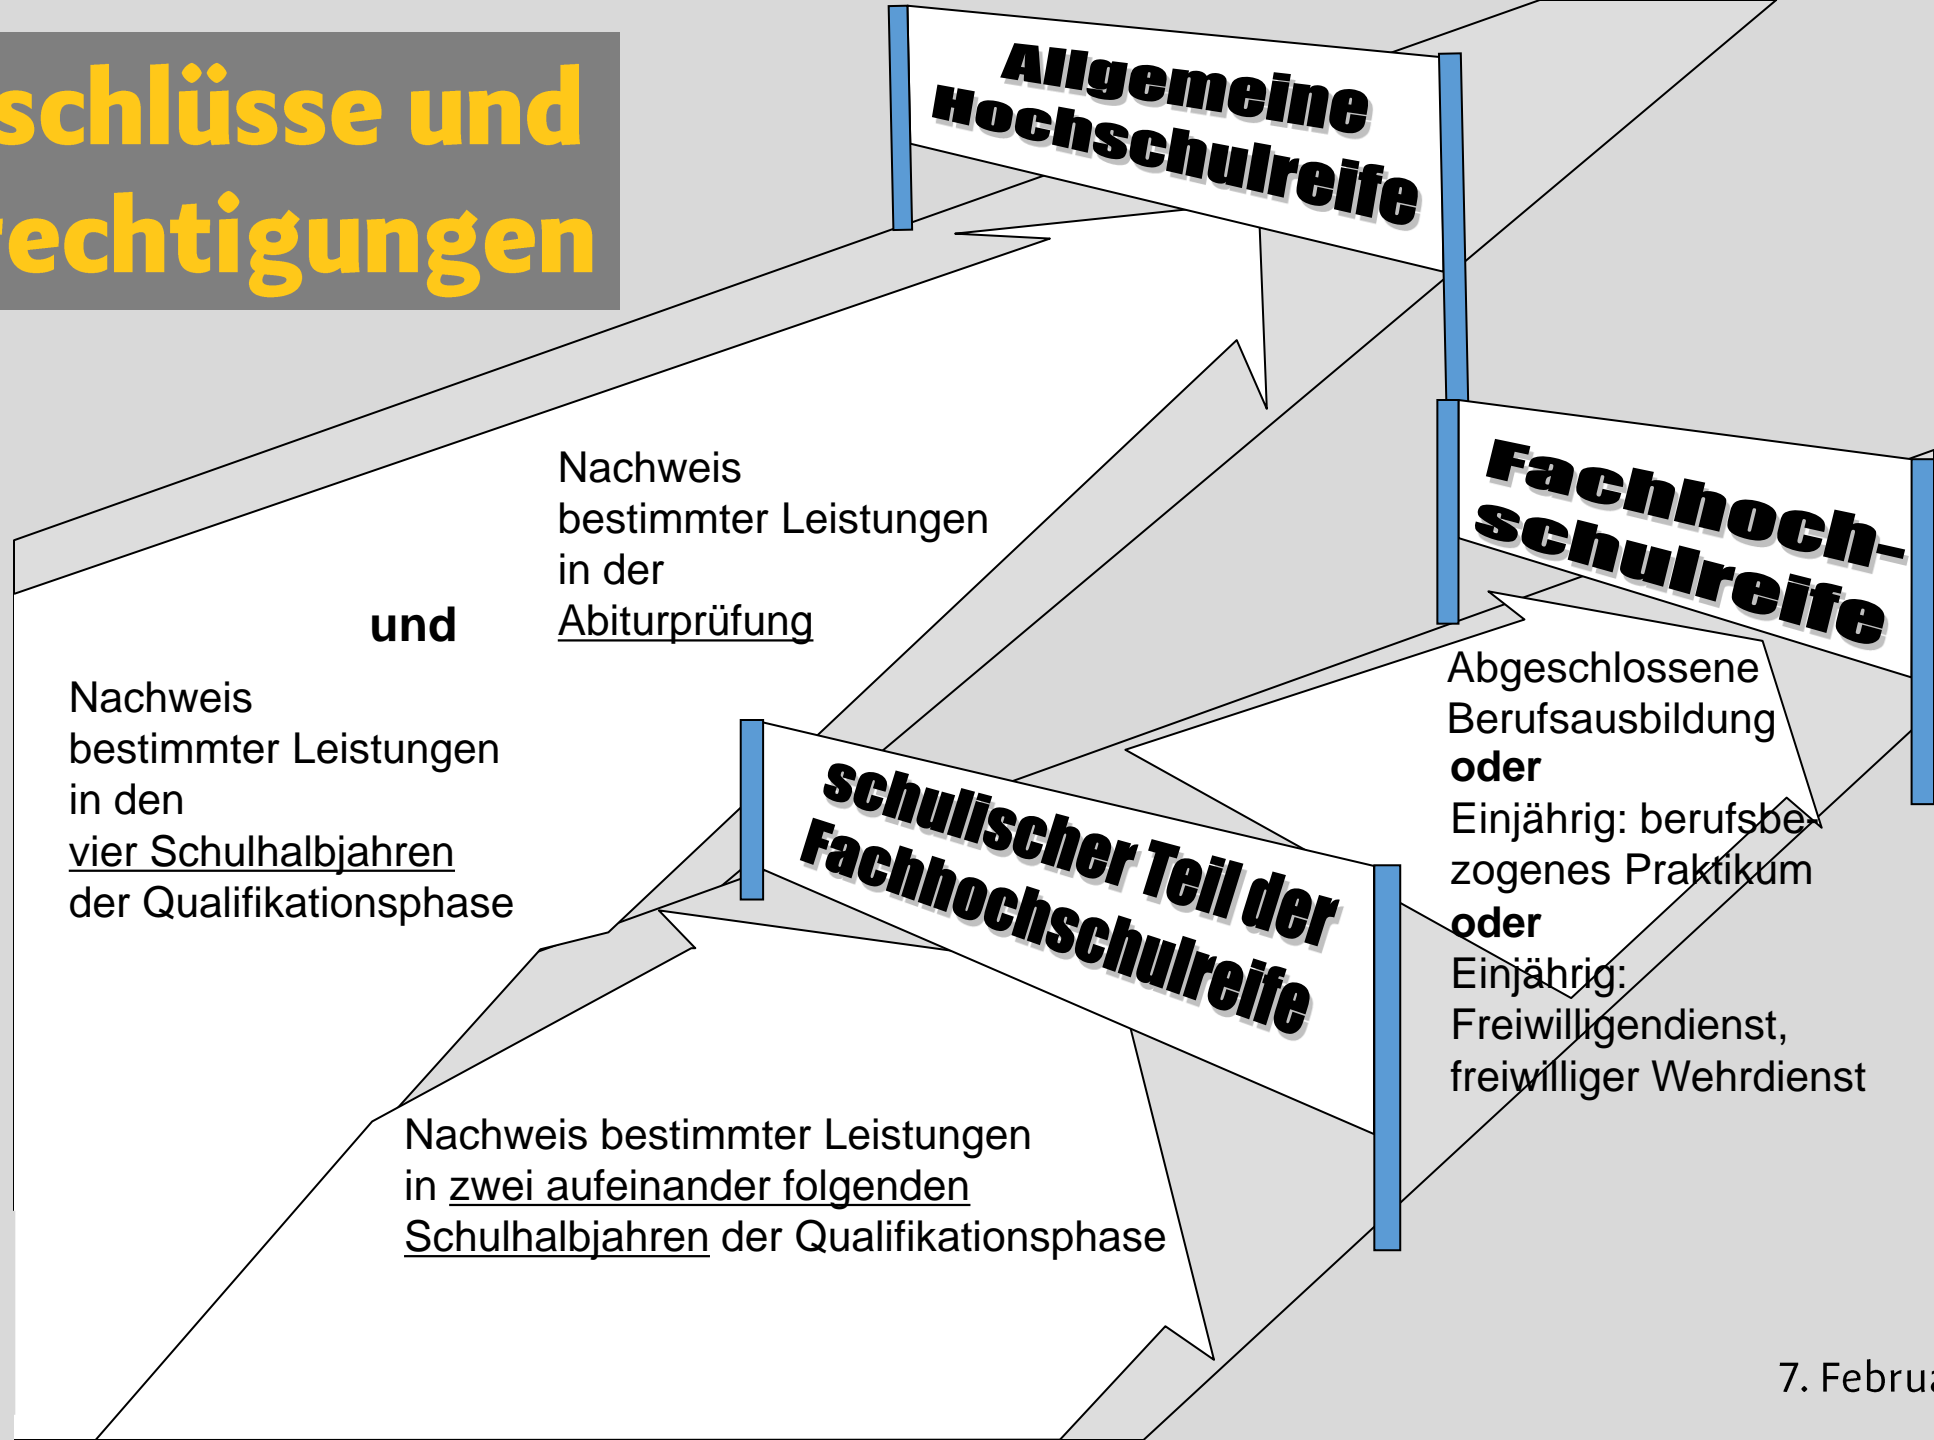 schlüsse und
rechtigungen
Allgemeine
Hochschulreife
Nachweis
bestimmter Leistungen
in der
Abiturprüfung
und
Nachweis
bestimmter Leistungen
in den
vier Schulhalbjahren
der Qualifikationsphase
Fachhoch-
schulreife
Abgeschlossene
Berufsausbildung
oder
Einjährig: berufsbe-
zogenes Praktikum
oder
Einjährig:
Freiwilligendienst,
freiwilliger Wehrdienst
schulischer Teil der
Fachhochschulreife
Nachweis bestimmter Leistungen
in zwei aufeinander folgenden
Schulhalbjahren der Qualifikationsphase
7. Februa